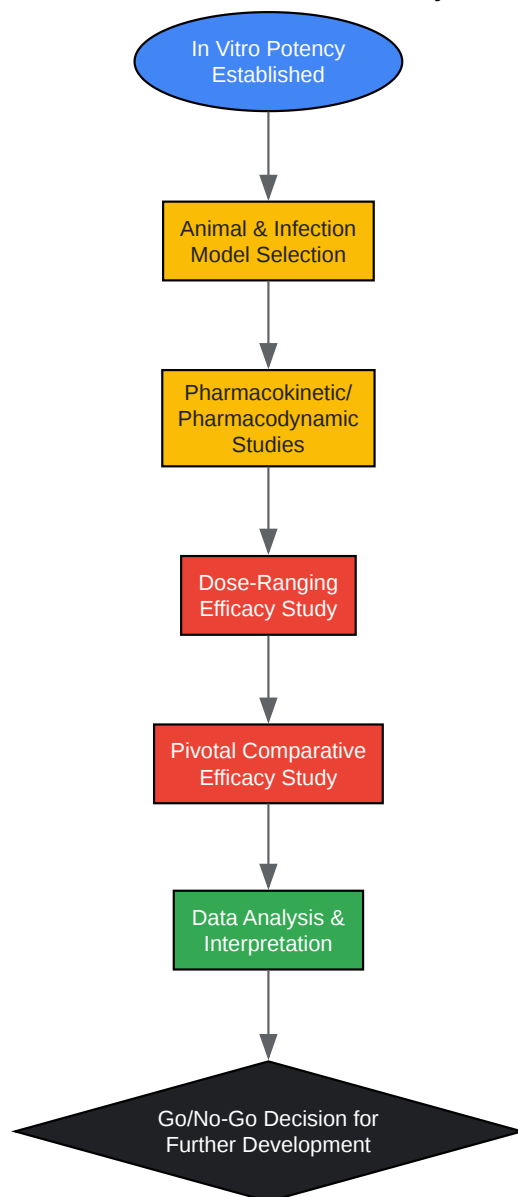 In Vitro Potency
Established
Animal & Infection
Model Selection
Pharmacokinetic/
Pharmacodynamic
Studies
Dose-Ranging
Efficacy Study
Pivotal Comparative
Efficacy Study
Data Analysis &
Interpretation
Go/No-Go Decision for
Further Development